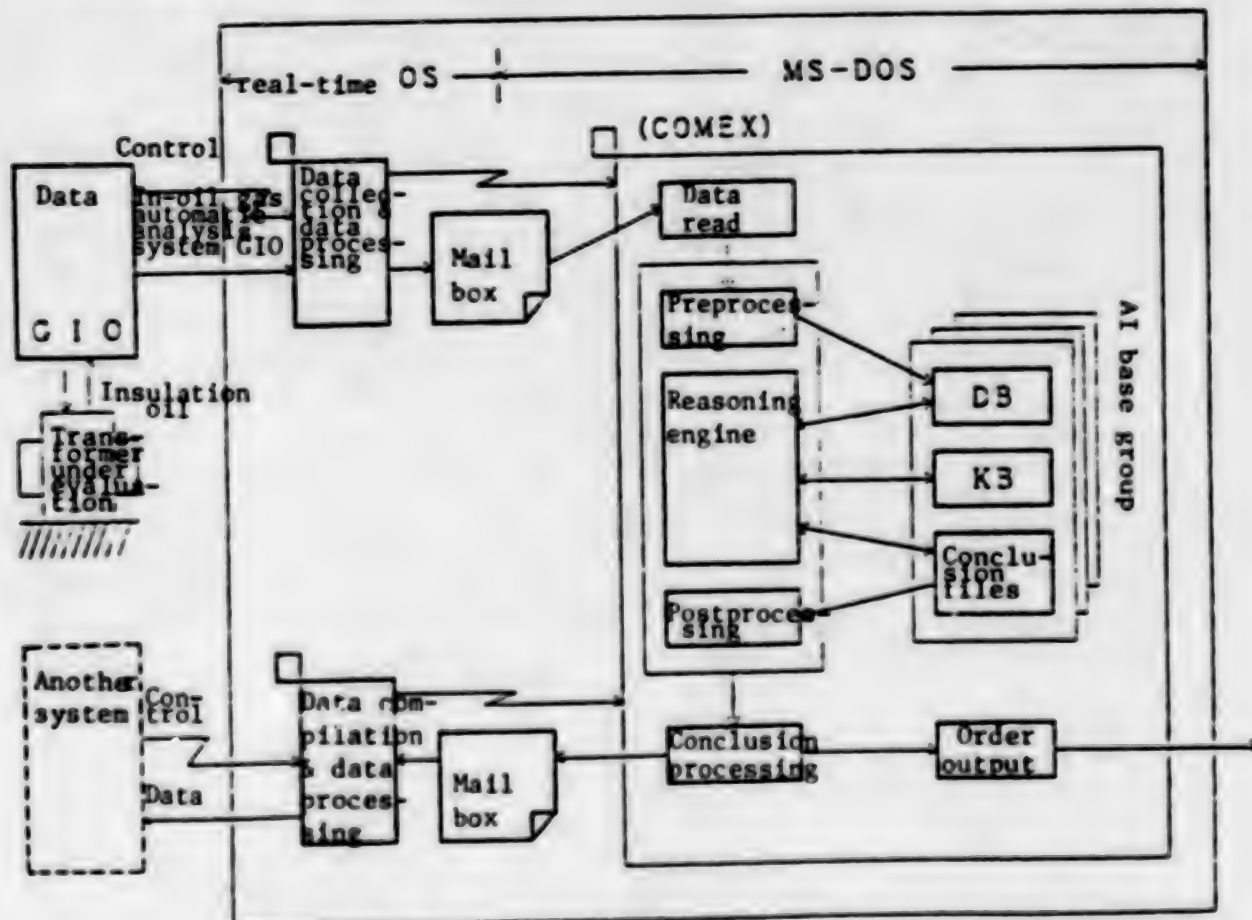 real-time OS
MS-DOS
(COMEX)
Control
Data
G I O
In-oil gas
automatic
analysis
system GIO
Data
collec-
tion &
data
proces-
sing
Mail
box
Data
read
Preproces-
sing
Reasoning
engine
Postproces-
sing
DB
KB
Conclu-
sion
files
AI base group
Insulation
oil
Trans-
former
under
evalua-
tion
Another
system
Con-
trol
Data
Data com-
pilation
& data
proces-
sing
Mail
box
Conclusion
processing
Order
output